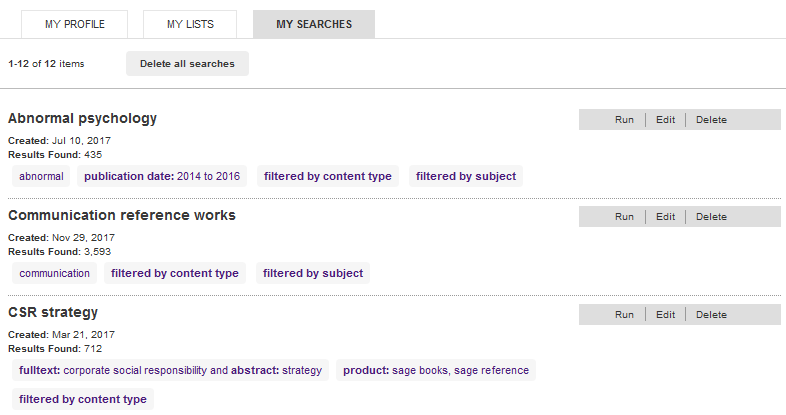 MY PROFILE MY LISTS MY SEARCHES
1-12 of 12 items Delete all searches
Abnormal psychology Run Edit Delete
Created: Jul 10, 2017
Results Found: 435
abnormal publication date: 2014 to 2016 filtered by content type filtered by subject
Communication reference works Run Edit Delete
Created: Nov 29, 2017
Results Found: 3,593
communication filtered by content type filtered by subject
CSR strategy Run Edit Delete
Created: Mar 21, 2017
Results Found: 712
fulltext: corporate social responsibility and abstract: strategy product: sage books, sage reference
filtered by content type